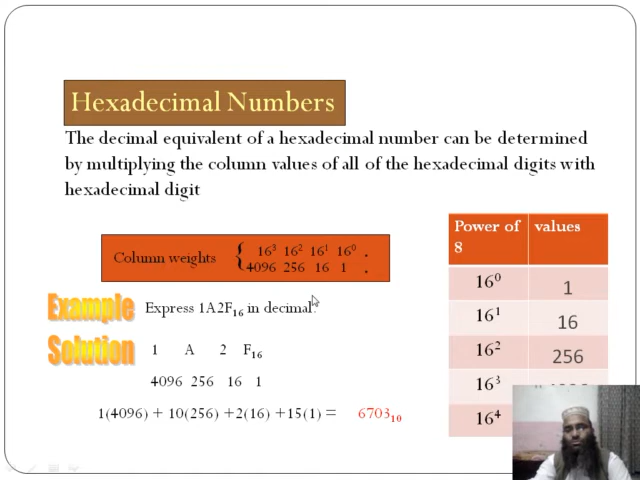 Hexadecimal Numbers
The decimal equivalent of a hexadecimal number can be determined
by multiplying the column values of all of the hexadecimal digits with
hexadecimal digit
Column weights { 16³ 16² 16¹ 16⁰ .
4096 256 16 1 .
Example
Express 1A2F₁₆ in decimal.
Solution
1 A 2 F₁₆
4096 256 16 1
1(4096) + 10(256) +2(16) +15(1) = 6703₁₀
Power of 8 values
16⁰ 1
16¹ 16
16² 256
16³
16⁴